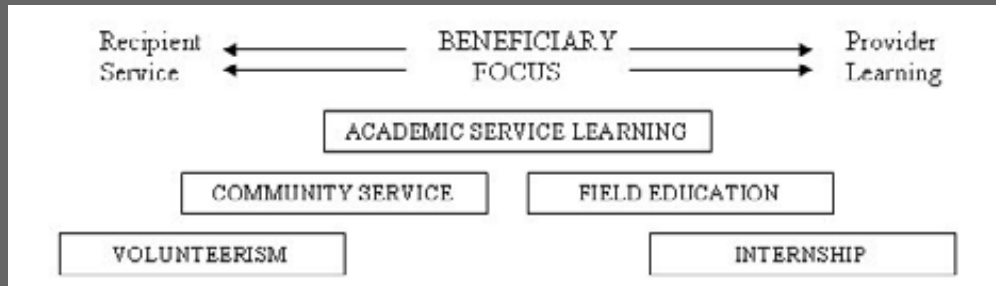 Recipient BENEFICIARY Provider
Service FOCUS Learning
ACADEMIC SERVICE LEARNING
COMMUNITY SERVICE FIELD EDUCATION
VOLUNTEERISM INTERNSHIP